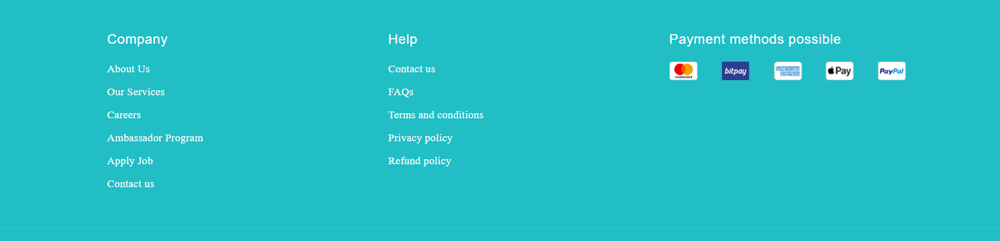 Company
About Us
Our Services
Careers
Ambassador Program
Apply Job
Contact us
Help
Contact us
FAQs
Terms and conditions
Privacy policy
Refund policy
Payment methods possible
mastercard
bitpay
AMERICAN
EXPRESS
Pay
PayPal